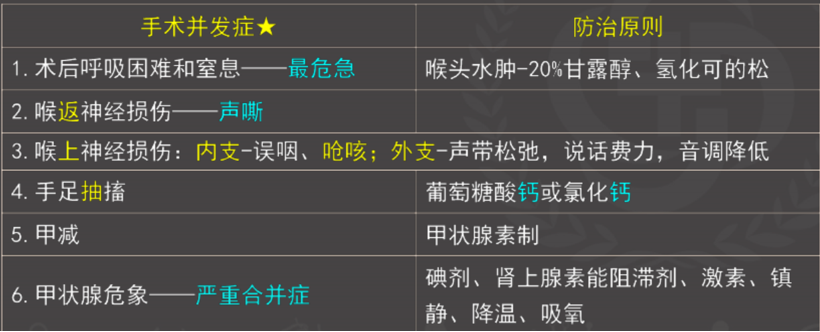 手术并发症★ 防治原则
1.术后呼吸困难和窒息——最危急 喉头水肿-20%甘露醇、氢化可的松
2.喉返神经损伤——声嘶
3.喉上神经损伤：内支-误咽、呛咳；外支-声带松弛，说话费力，音调降低
4.手足抽搐 葡萄糖酸钙或氯化钙
5.甲减 甲状腺素制
6.甲状腺危象——严重合并症 碘剂、肾上腺素能阻滞剂、激素、镇
静、降温、吸氧